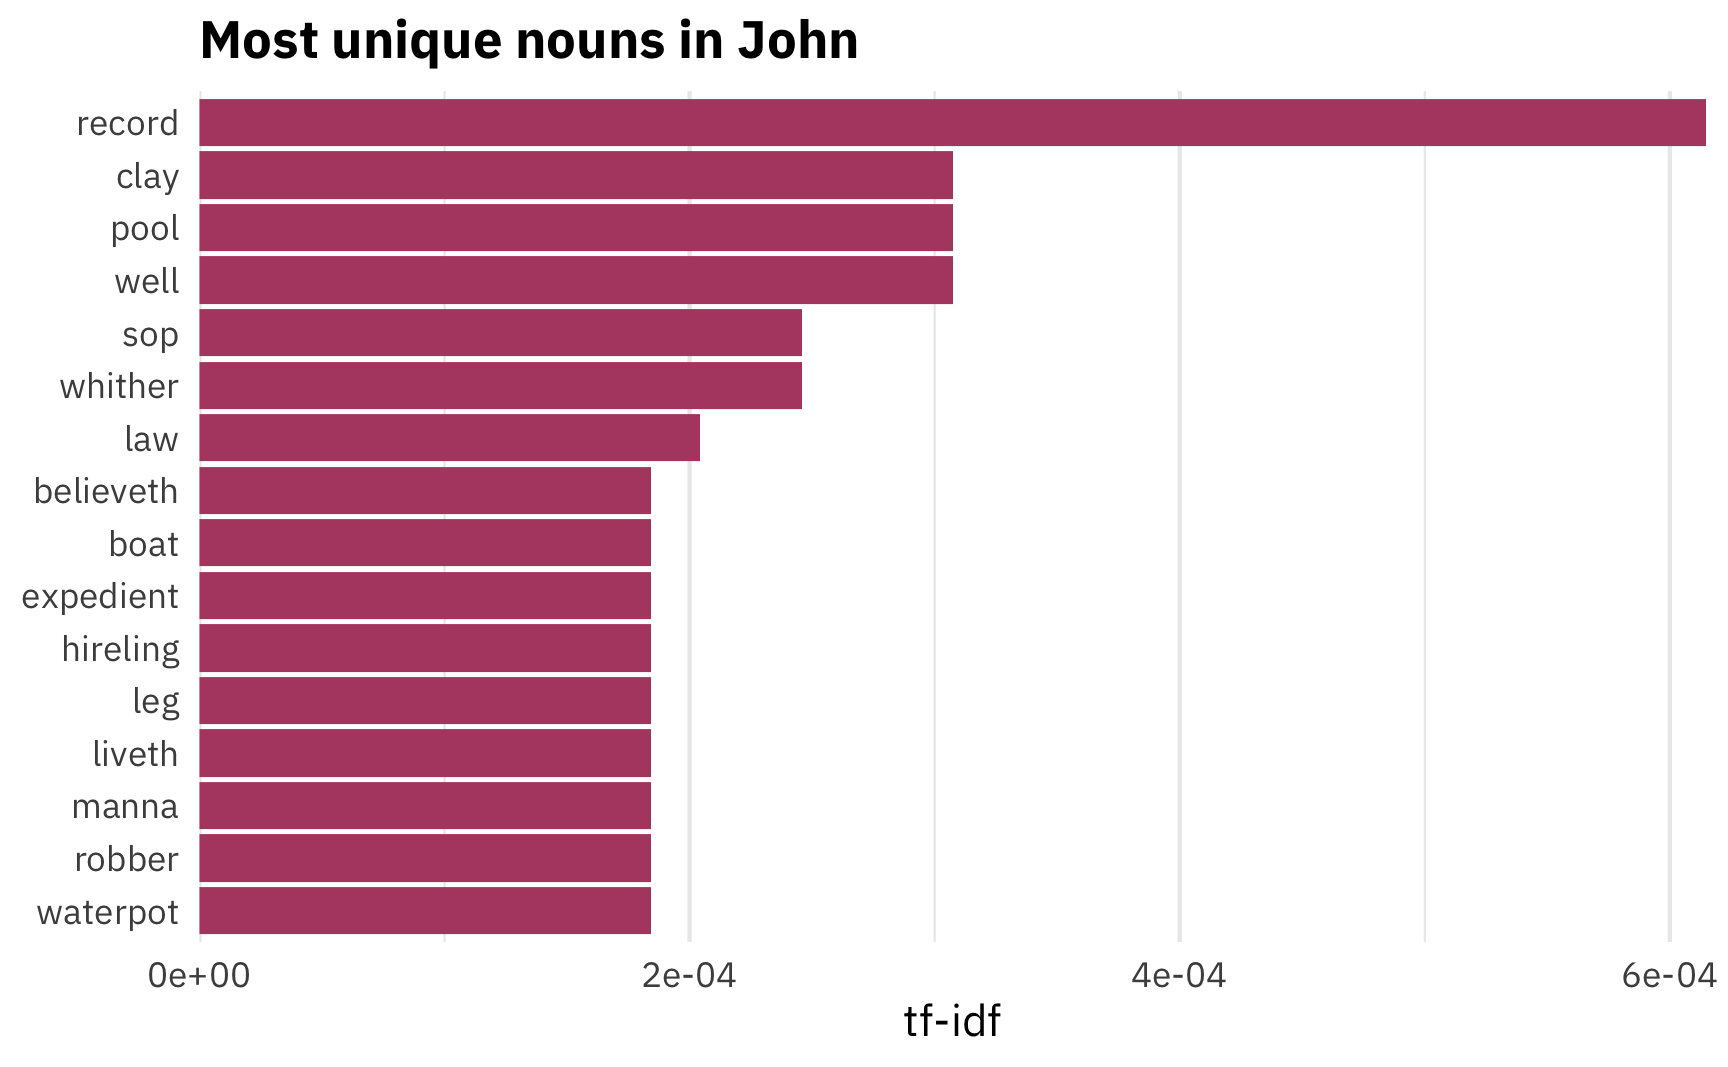 Most unique nouns in John
record
clay
pool
well
sop
whither
law
believeth
boat
expedient
hireling
leg
liveth
manna
robber
waterpot
0e+00 2e-04 4e-04 6e-04
tf-idf